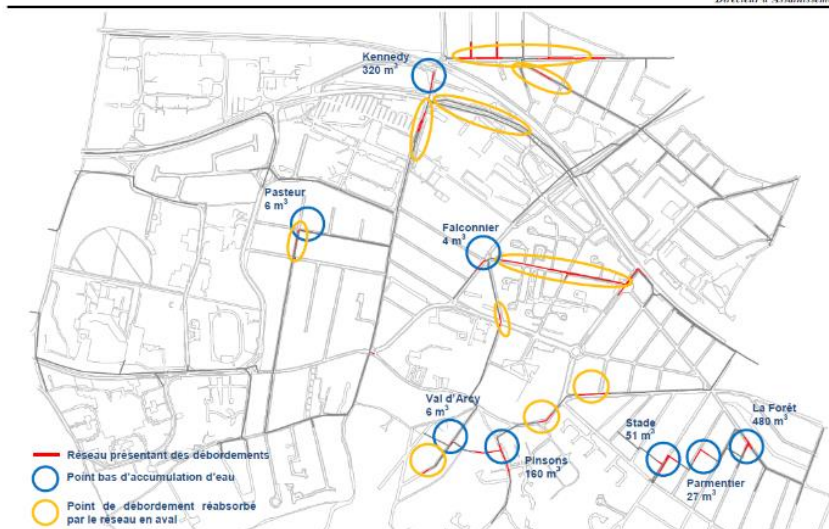 Kennedy
320 m³
Pasteur
6 m³
Falconnier
4 m³
Val d'Arcy
6 m³
Pinsons
160 m³
Stade
51 m³
La Forêt
480 m³
Parmentier
27 m³
Réseau présentant des débordements
Point bas d'accumulation d'eau
Point de débordement réabsorbé
par le réseau en aval